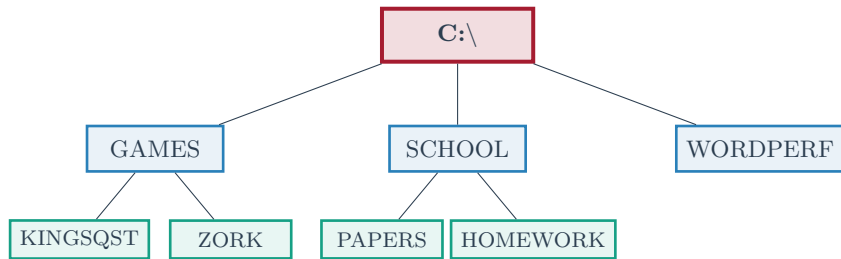 C:\
GAMES
SCHOOL
WORDPERF
KINGSQST
ZORK
PAPERS
HOMEWORK